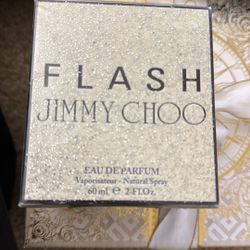 FLASH
JIMMY CHOO
EAU DE PARFUM
Vaporisateur - Natural Spray
60 ml ℮ 2 Fl.Oz.